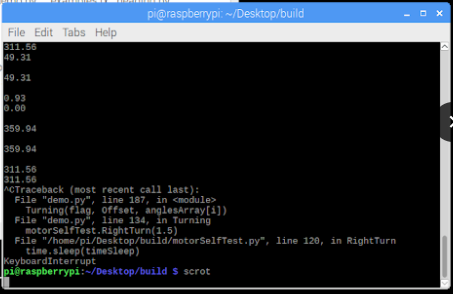 pi@raspberrypi: ~/Desktop/build
File Edit Tabs Help
311.56
49.31
49.31
0.93
0.00
359.94
359.94
311.56
311.56
^CTraceback (most recent call last):
File "demo.py", line 187, in <module>
Turning(flag, Offset, anglesArray[i])
File "demo.py", line 134, in Turning
motorSelfTest.RightTurn(1.5)
File "/home/pi/Desktop/build/motorSelfTest.py", line 120, in RightTurn
time.sleep(timeSleep)
KeyboardInterrupt
pi@raspberrypi:~/Desktop/build $ scrot